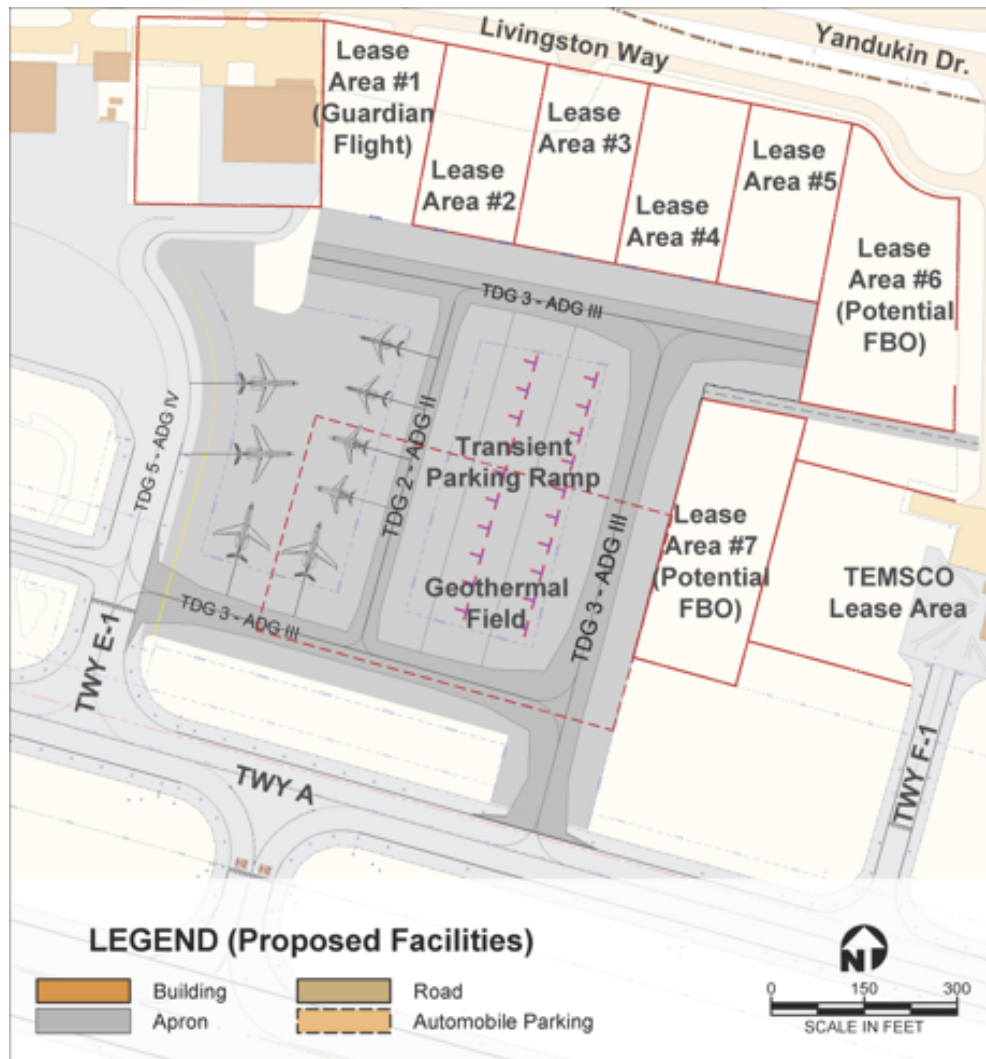 Livingston Way
Yandukin Dr.
Lease
Area #1
(Guardian
Flight)
Lease
Area #2
Lease
Area #3
Lease
Area #4
Lease
Area #5
Lease
Area #6
(Potential
FBO)
TDG 3 - ADG III
TDG 5 - ADG IV
TDG 2 - ADG II
Transient
Parking Ramp
Geothermal
Field
TDG 3 - ADG III
Lease
Area #7
(Potential
FBO)
TEMSCO
Lease Area
TDG 3 - ADG III
TWY E-1
TWY A
TWY F-1
LEGEND (Proposed Facilities)
Building
Road
Apron
Automobile Parking
N
0 150 300
SCALE IN FEET